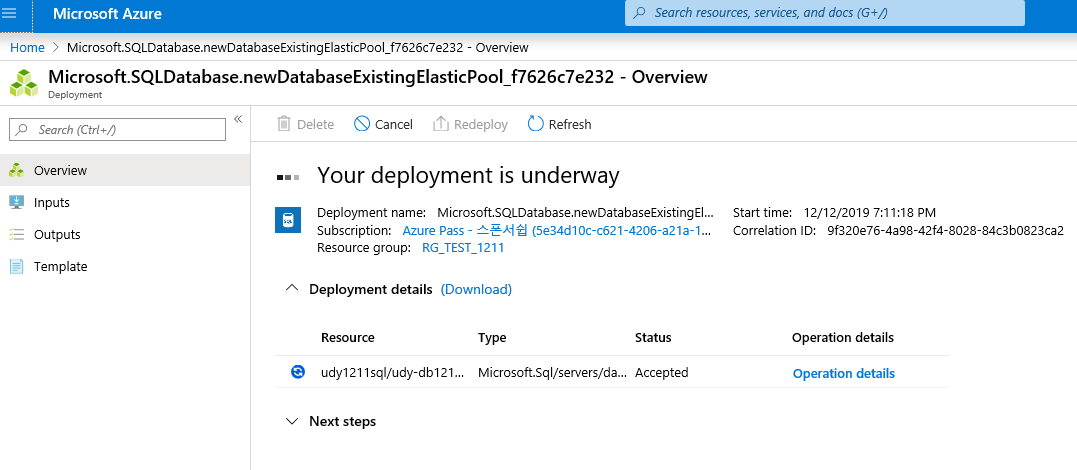 Microsoft Azure
Search resources, services, and docs (G+/)
Home > Microsoft.SQLDatabase.newDatabaseExistingElasticPool_f7626c7e232 - Overview
Microsoft.SQLDatabase.newDatabaseExistingElasticPool_f7626c7e232 - Overview
Deployment
Search (Ctrl+/)
«
Delete Cancel Redeploy Refresh
Overview
Inputs
Outputs
Template
Your deployment is underway
Deployment name: Microsoft.SQLDatabase.newDatabaseExistingEl... Start time: 12/12/2019 7:11:18 PM
Subscription: Azure Pass - 스폰서쉽 (5e34d10c-c621-4206-a21a-1... Correlation ID: 9f320e76-4a98-42f4-8028-84c3b0823ca2
Resource group: RG_TEST_1211
SQL
Deployment details (Download)
Resource Type Status Operation details
udy1211sql/udy-db121... Microsoft.Sql/servers/da... Accepted Operation details
Next steps